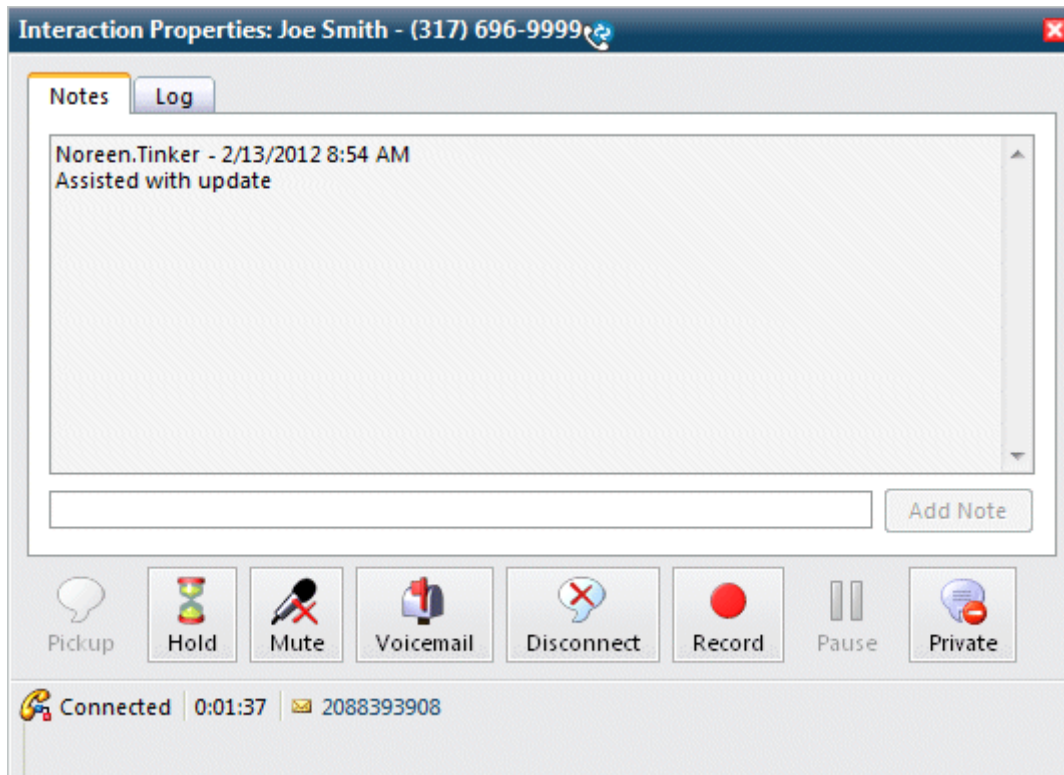 Interaction Properties: Joe Smith - (317) 696-9999
Notes Log
Noreen.Tinker - 2/13/2012 8:54 AM
Assisted with update
Add Note
Pickup Hold Mute Voicemail Disconnect Record Pause Private
Connected 0:01:37 2088393908